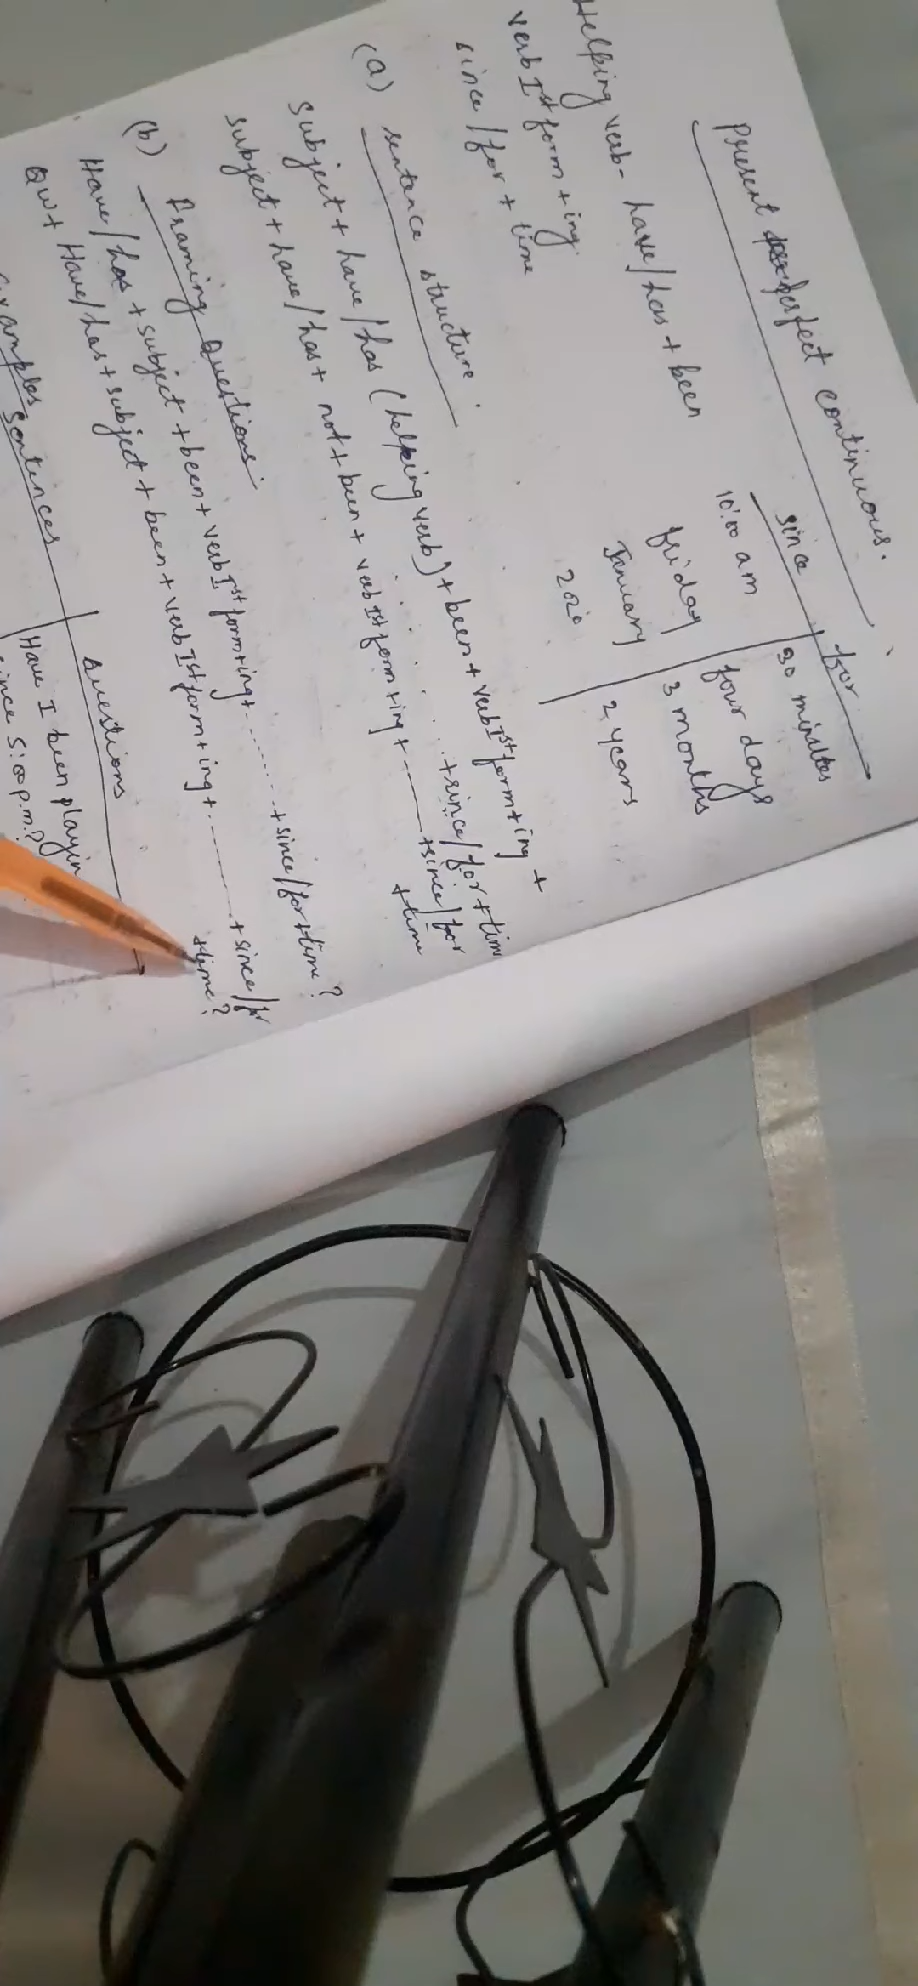 Present perfect continuous.
Helping verb- have/has + been
verb Ist form + ing
since/for + time
since for
10:00 am 30 minutes
friday four days
January 3 months
2020 2 years
(a) sentence structure
subject + have/has (helping verb) + been + verb Ist form + ing +
+since/for + time
subject + have/has + not + been + verb Ist form + ing + ........ +since/for
+time
(b) Framing Questions
Have/has + subject + been + verb Ist form+ing+ ........ +since/for+time?
QW+ Have/has + subject + been + verb Ist form + ing + ........ +since/for
+time?
Examples Sentences Questions
Have I been playin
since 5:00 p.m.?